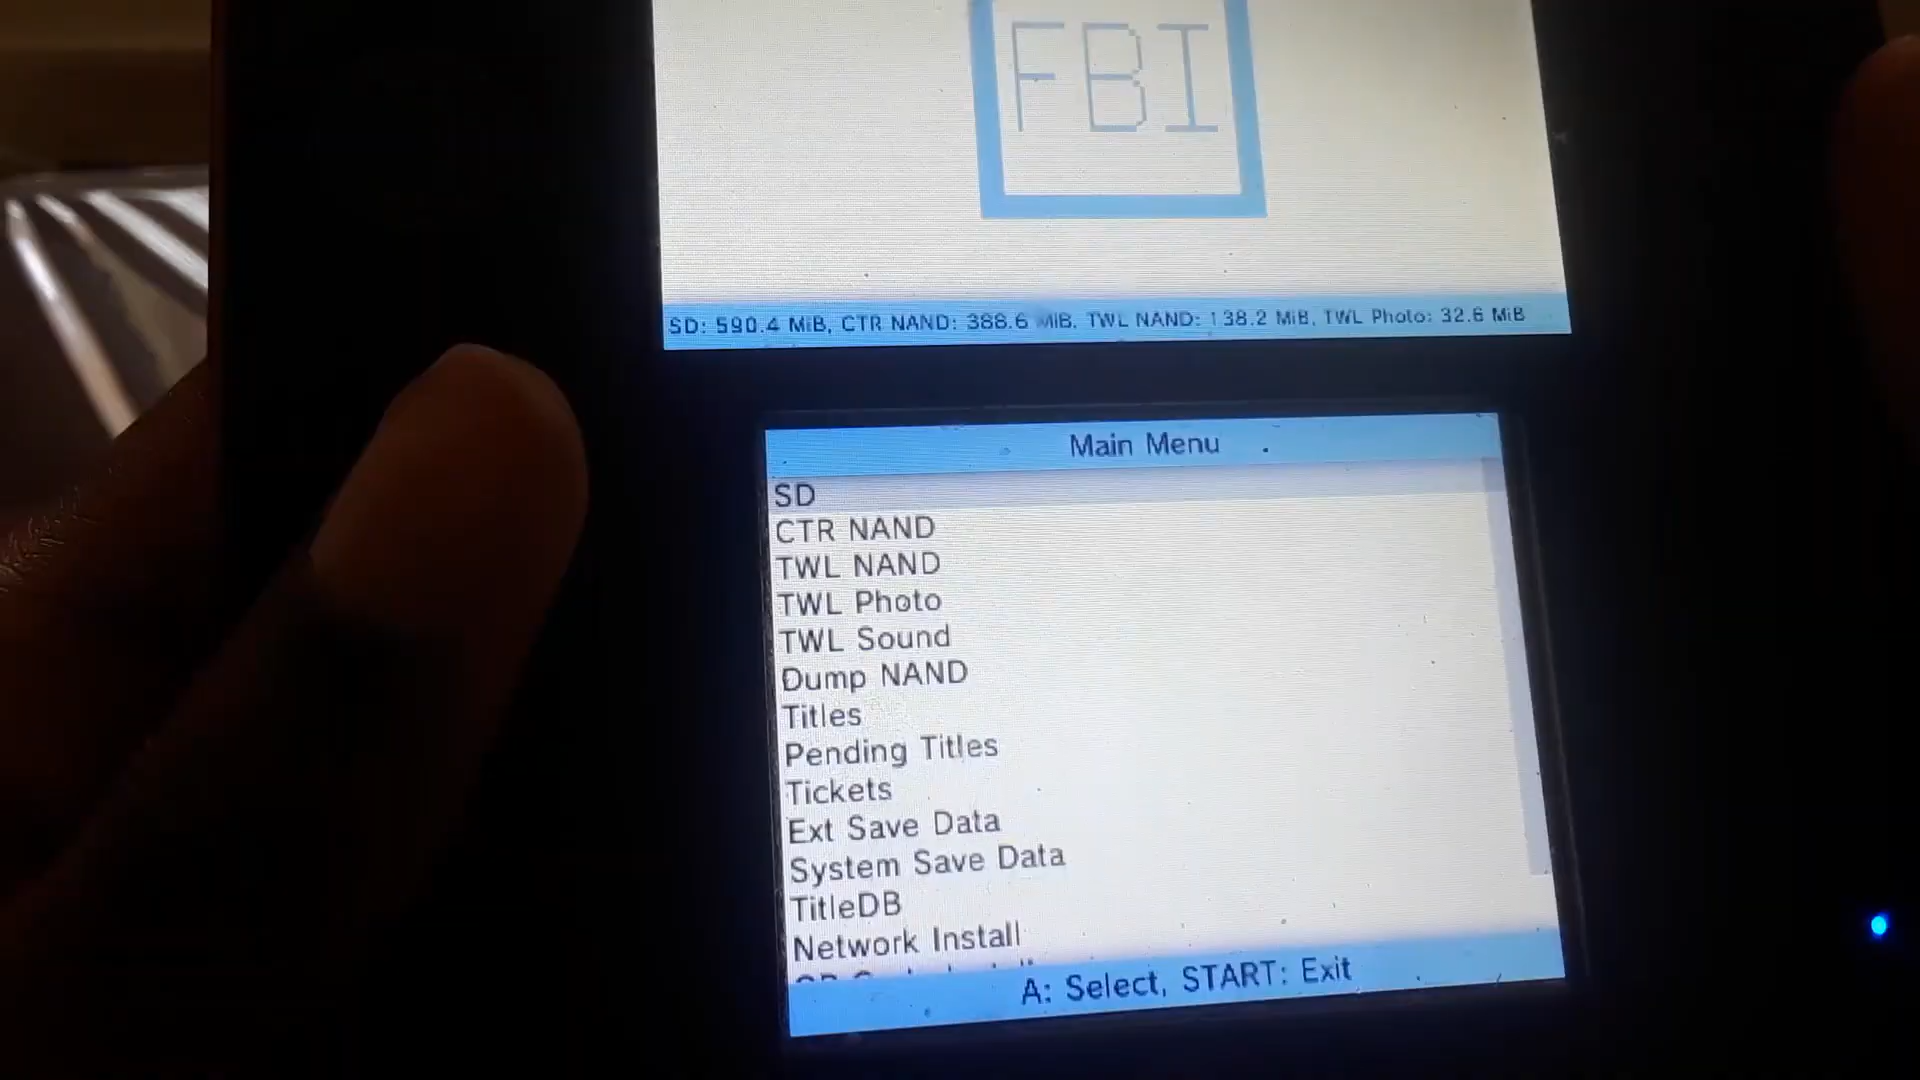 FBI
SD: 590.4 MiB, CTR NAND: 388.6 MiB, TWL NAND: 138.2 MiB, TWL Photo: 32.6 MiB
Main Menu
SD
CTR NAND
TWL NAND
TWL Photo
TWL Sound
Dump NAND
Titles
Pending Titles
Tickets
Ext Save Data
System Save Data
TitleDB
Network Install
A: Select, START: Exit